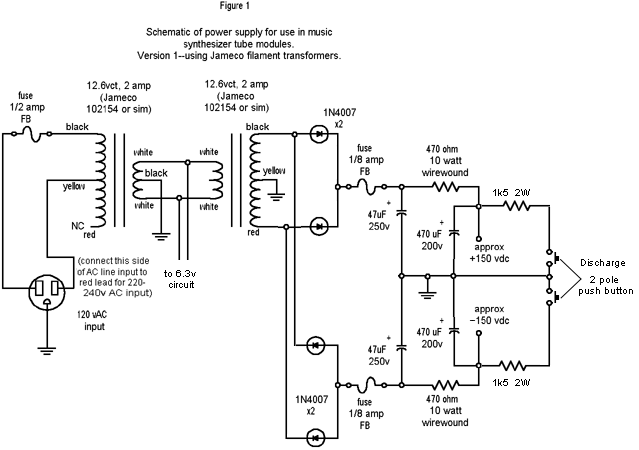 Figure 1
Schematic of power supply for use in music
synthesizer tube modules.
Version 1--using Jameco filament transformers.
fuse
1/2 amp
FB
12.6vct, 2 amp
(Jameco
102154 or sim)
12.6vct, 2 amp
(Jameco
102154 or sim)
1N4007
x2
fuse
1/8 amp
FB
470 ohm
10 watt
wirewound
black
white
white
black
1k5 2W
yellow
black
yellow
47uF
250v
+
470 uF
200v
+
NC
red
white
white
red
approx
+150 vdc
(connect this side
of AC line input to
red lead for 220-
240v AC input)
to 6.3v
circuit
Discharge
2 pole
push button
120 vAC
input
approx
−150 vdc
47uF
250v
+
470 uF
200v
+
1N4007
x2
fuse
1/8 amp
FB
470 ohm
10 watt
wirewound
1k5 2W